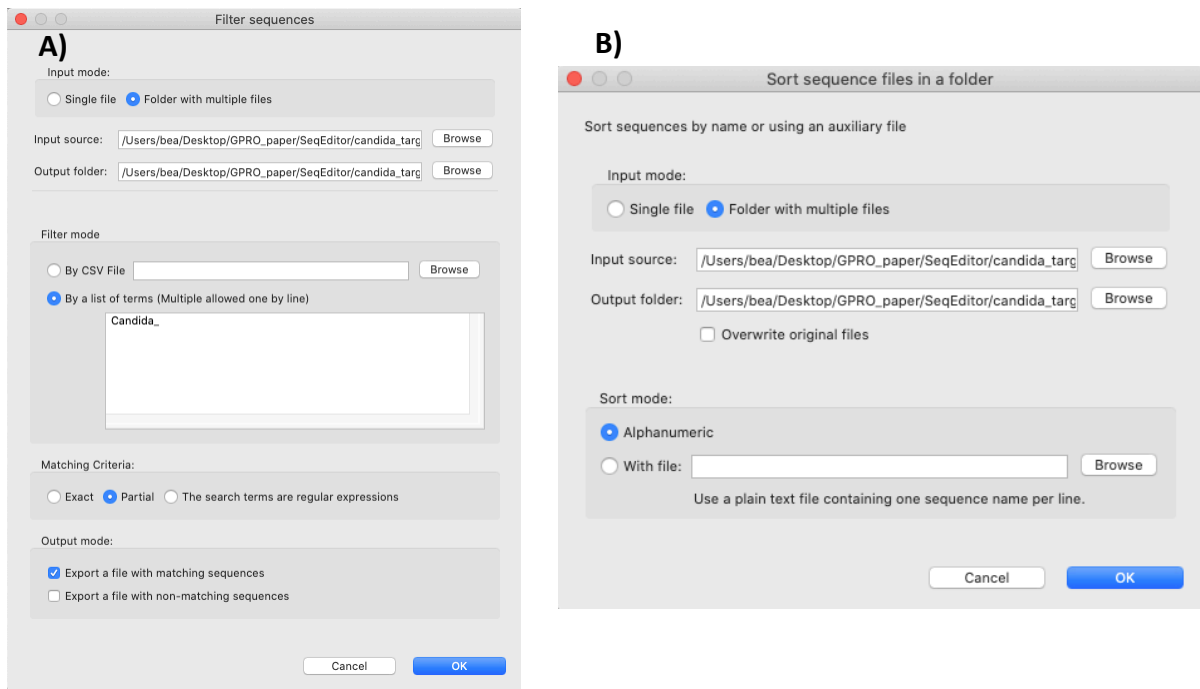 Filter sequences
A)
Input mode:
Single file Folder with multiple files
Input source: /Users/bea/Desktop/GPRO_paper/SeqEditor/candida_targ Browse
Output folder: /Users/bea/Desktop/GPRO_paper/SeqEditor/candida_targ Browse
Filter mode
By CSV File Browse
By a list of terms (Multiple allowed one by line)
Candida_
Matching Criteria:
Exact Partial The search terms are regular expressions
Output mode:
Export a file with matching sequences
Export a file with non-matching sequences
Cancel OK
B)
Sort sequence files in a folder
Sort sequences by name or using an auxiliary file
Input mode:
Single file Folder with multiple files
Input source: /Users/bea/Desktop/GPRO_paper/SeqEditor/candida_targ Browse
Output folder: /Users/bea/Desktop/GPRO_paper/SeqEditor/candida_targ Browse
Overwrite original files
Sort mode:
Alphanumeric
With file: Browse
Use a plain text file containing one sequence name per line.
Cancel OK